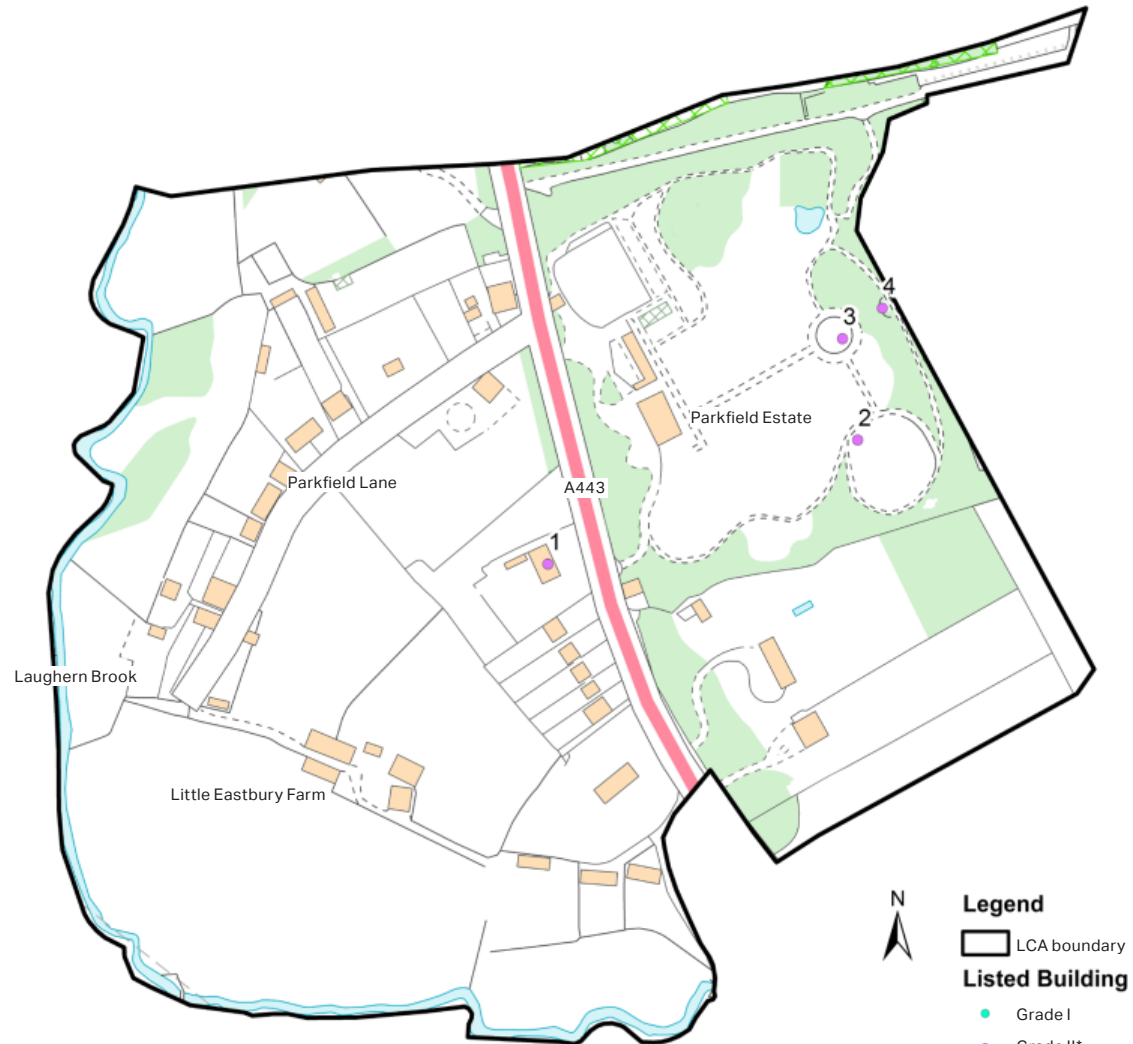 4
3
Parkfield Estate
2
Parkfield Lane
A443
1
Laughern Brook
Little Eastbury Farm
N
Legend
LCA boundary
Listed Building
Grade I